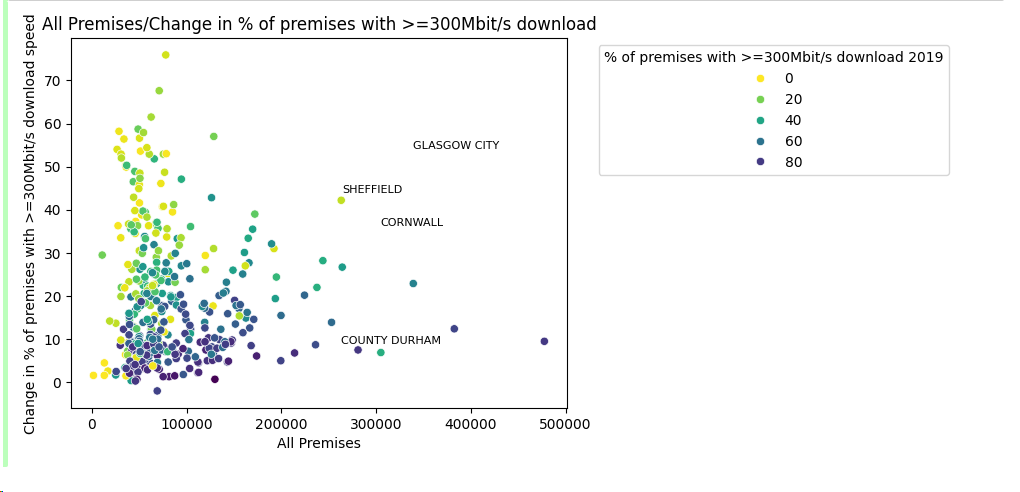 All Premises/Change in % of premises with >=300Mbit/s download
Change in % of premises with >=300Mbit/s download speed
70
60
50
40
30
20
10
0
GLASGOW CITY
SHEFFIELD
CORNWALL
COUNTY DURHAM
0
100000
200000
300000
400000
500000
All Premises
% of premises with >=300Mbit/s download 2019
0
20
40
60
80